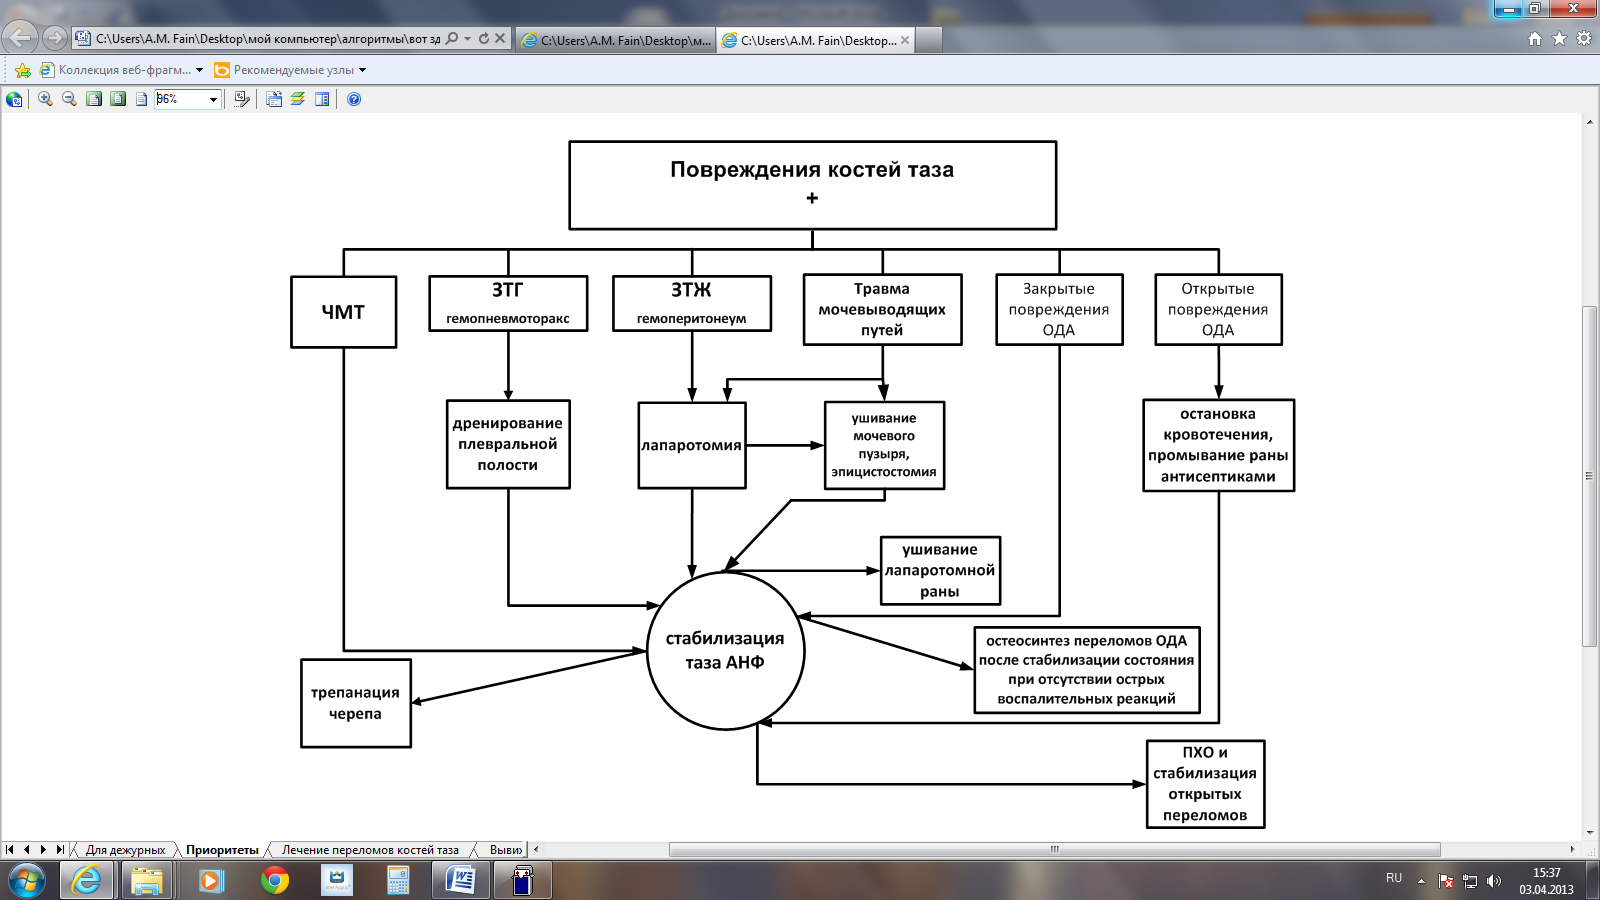 C:\Users\A.M. Fain\Desktop\мой компьютер\алгоритмы\вот зд
C:\Users\A.M. Fain\Desktop\м...
C:\Users\A.M. Fain\Desktop...
Коллекция веб-фрагм...
Рекомендуемые узлы
96%
Повреждения костей таза
+
ЧМТ
ЗТГ
гемопневмоторакс
ЗТЖ
гемоперитонеум
Травма
мочевыводящих
путей
Закрытые
повреждения
ОДА
Открытые
повреждения
ОДА
дренирование
плевральной
полости
лапаротомия
ушивание
мочевого
пузыря,
эпицистостомия
остановка
кровотечения,
промывание раны
антисептиками
ушивание
лапаротомной
раны
стабилизация
таза АНФ
остеосинтез переломов ОДА
после стабилизации состояния
при отсутствии острых
воспалительных реакций
трепанация
черепа
ПХО и
стабилизация
открытых
переломов
Для дежурных
Приоритеты
Лечение переломов костей таза
Вывих
RU
15:37
03.04.2013